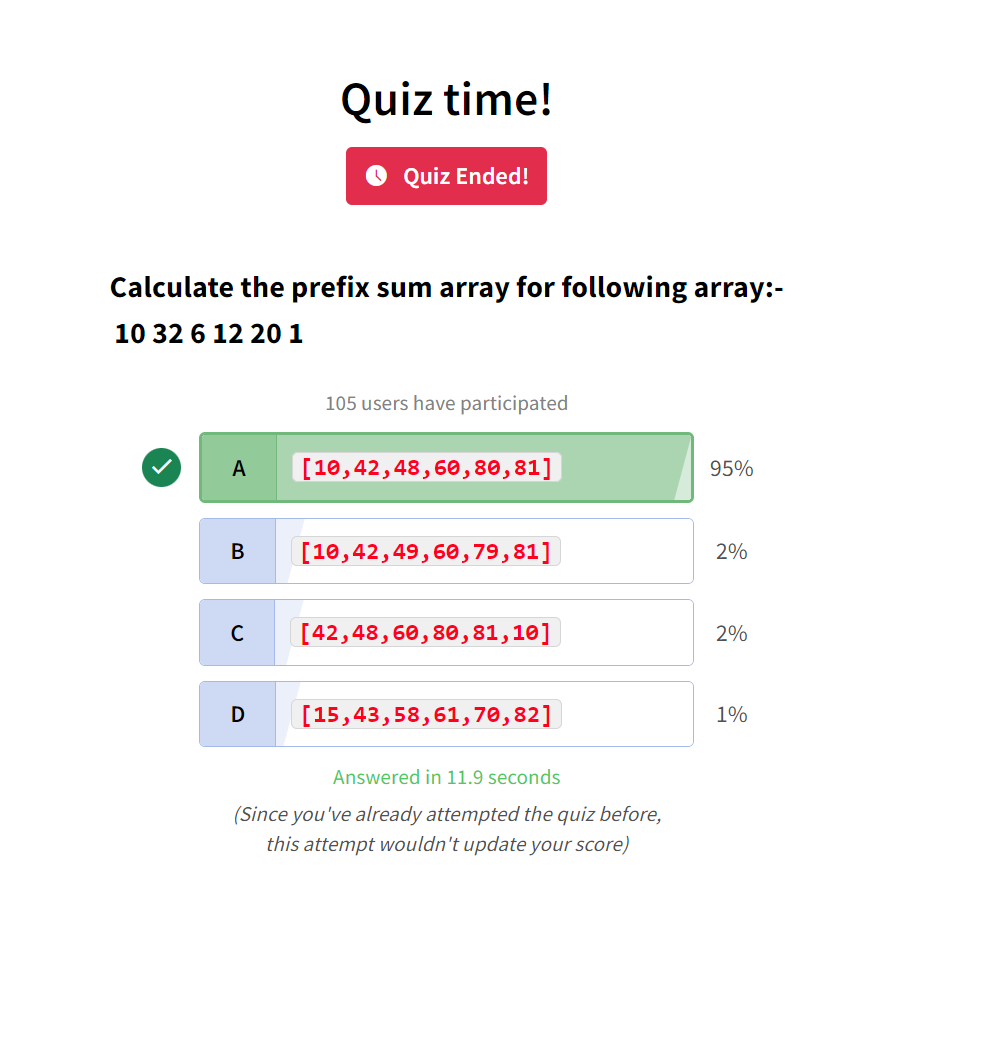 Quiz time!
Quiz Ended!
Calculate the prefix sum array for following array:-
10 32 6 12 20 1
105 users have participated
A [10,42,48,60,80,81] 95%
B [10,42,49,60,79,81] 2%
C [42,48,60,80,81,10] 2%
D [15,43,58,61,70,82] 1%
Answered in 11.9 seconds
(Since you've already attempted the quiz before,
this attempt wouldn't update your score)